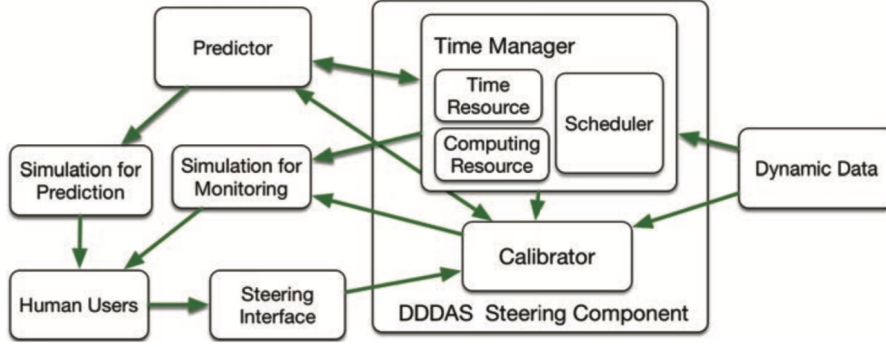 Predictor
Time Manager
Time
Resource
Computing
Resource
Scheduler
Simulation for
Prediction
Simulation for
Monitoring
Dynamic Data
Calibrator
Human Users
Steering
Interface
DDDAS Steering Component